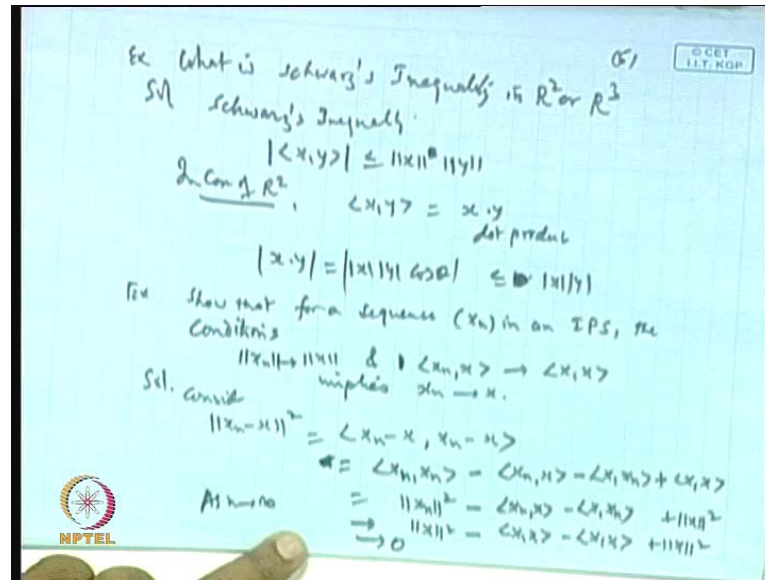 Ex What is schwarz's Inequality in R² or R³
© CET
I.I.T. KGP
Sol Schwarz's Inequality.
|<x,y>| ≤ ||x|| ||y||
In Case of R², <x,y> = x.y
dot product
|x.y| = ||x||y| cosθ| ≤ |x||y|
Ex Show that for a sequence (xn) in an IPS, the
Conditions
||xn|| → ||x|| & <xn,x> → <x,x>
implies xn → x.
Sol. Consider
||xn-x||² = <xn-x, xn-x>
= <xn,xn> - <xn,x> - <x,xn> + <x,x>
= ||xn||² - <xn,x> - <x,xn> + ||x||²
As n→∞ → ||x||² - <x,x> - <x,x> + ||x||²
→ 0
NPTEL